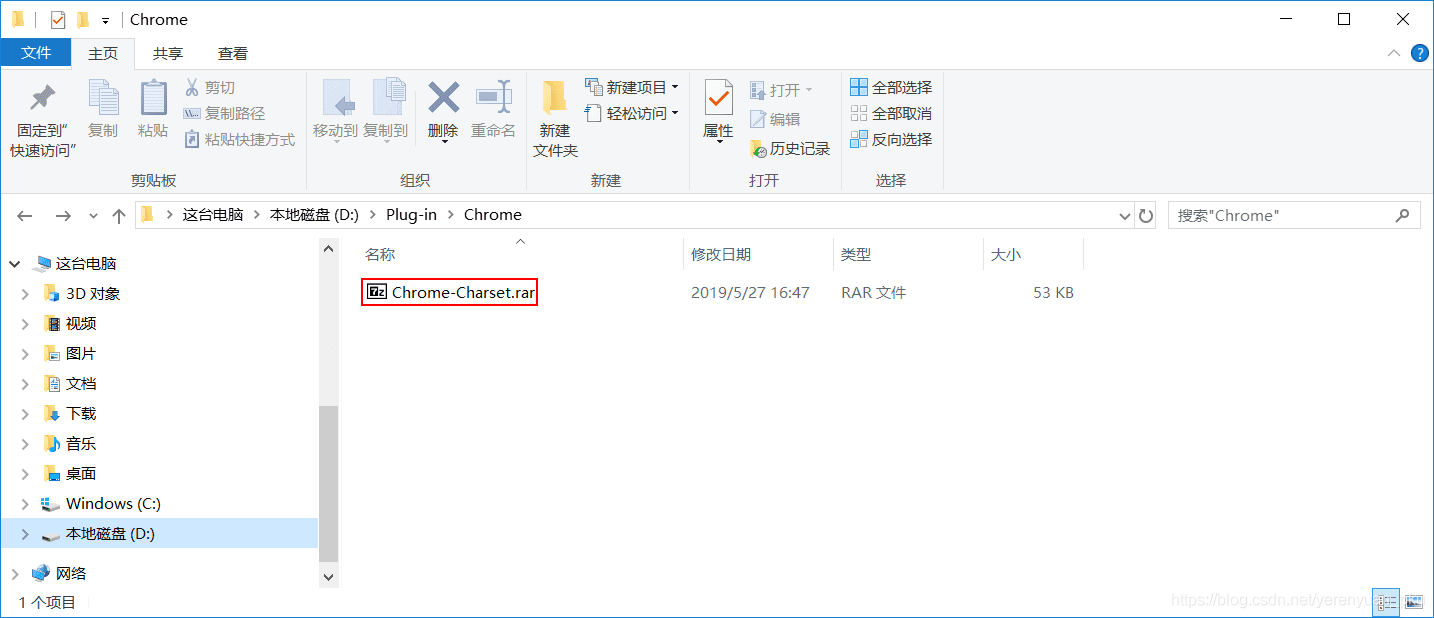 Chrome
文件 主页 共享 查看
固定到"快速访问" 复制 粘贴 剪切 复制路径 粘贴快捷方式 移动到 复制到 删除 重命名 新建文件夹 新建项目 轻松访问 属性 打开 编辑 历史记录 全部选择 全部取消 反向选择
剪贴板 组织 新建 打开 选择
这台电脑 本地磁盘 (D:) Plug-in Chrome 搜索"Chrome"
名称 修改日期 类型 大小
Chrome-Charset.rar 2019/5/27 16:47 RAR 文件 53 KB
这台电脑
3D 对象
视频
图片
文档
下载
音乐
桌面
Windows (C:)
本地磁盘 (D:)
网络
1 个项目